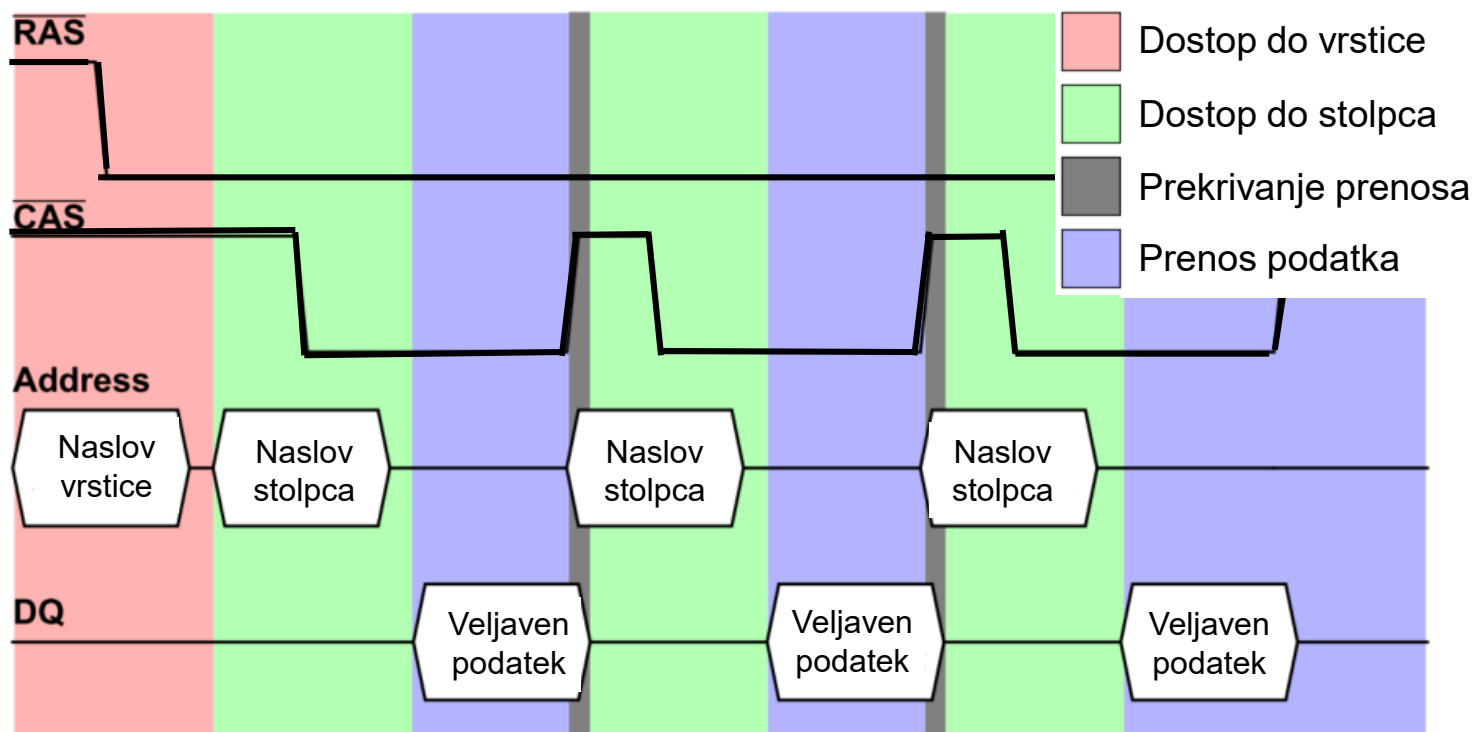 RAS
Dostop do vrstice
Dostop do stolpca
Prekrivanje prenosa
Prenos podatka
CAS
Address
Naslov
vrstice
Naslov
stolpca
Naslov
stolpca
Naslov
stolpca
DQ
Veljaven
podatek
Veljaven
podatek
Veljaven
podatek